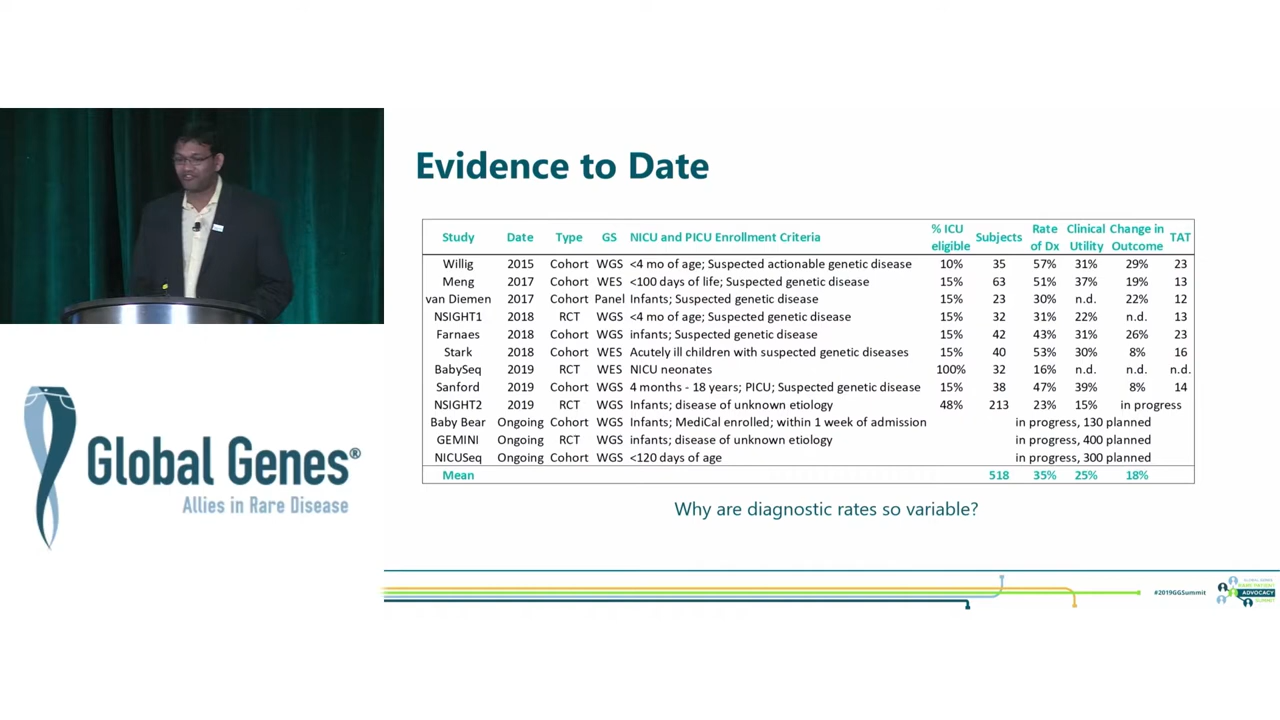 Evidence to Date
Study Date Type GS NICU and PICU Enrollment Criteria % ICU eligible Subjects Rate of Dx Clinical Utility Change in Outcome TAT
Willig 2015 Cohort WGS <4 mo of age; Suspected actionable genetic disease 10% 35 57% 31% 29% 23
Meng 2017 Cohort WES <100 days of life; Suspected genetic disease 15% 63 51% 37% 19% 13
van Diemen 2017 Cohort Panel Infants; Suspected genetic disease 15% 23 30% n.d. 22% 12
NSIGHT1 2018 RCT WGS <4 mo of age; Suspected genetic disease 15% 32 31% 22% n.d. 13
Farnaes 2018 Cohort WGS infants; Suspected genetic disease 15% 42 43% 31% 26% 23
Stark 2018 Cohort WES Acutely ill children with suspected genetic diseases 15% 40 53% 30% 8% 16
BabySeq 2019 RCT WES NICU neonates 100% 32 16% n.d. n.d. n.d.
Sanford 2019 Cohort WGS 4 months - 18 years; PICU; Suspected genetic disease 15% 38 47% 39% 8% 14
NSIGHT2 2019 RCT WGS Infants; disease of unknown etiology 48% 213 23% 15% in progress
Baby Bear Ongoing Cohort WGS Infants; MediCal enrolled; within 1 week of admission in progress, 130 planned
GEMINI Ongoing RCT WGS infants; disease of unknown etiology in progress, 400 planned
NICUSeq Ongoing Cohort WGS <120 days of age in progress, 300 planned
Mean 518 35% 25% 18%
Why are diagnostic rates so variable?
Global Genes®
Allies in Rare Disease
#2019GGSummit
GLOBAL GENES
RARE PATIENT
ADVOCACY
SUMMIT